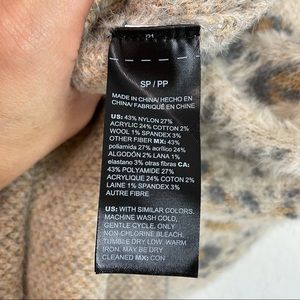 SP / PP
MADE IN CHINA/ HECHO EN
CHINA/ FABRIQUÉ EN CHINE
US: 43% NYLON 27%
ACRYLIC 24% COTTON 2%
WOOL 1% SPANDEX 3%
OTHER FIBER MX: 43%
poliamida 27% acrílico 24%
ALGODÓN 2% LANA 1%
elastano 3% otras fibras CA:
43% POLYAMIDE 27%
ACRYLIQUE 24% COTON 2%
LAINE 1% SPANDEX 3%
US: WITH SIMILAR COLORS.
MACHINE WASH COLD,
GENTLE CYCLE. ONLY
NON-CHLORINE BLEACH.
TUMBLE DRY LOW. WARM
IRON. MAY BE DRY
CLEANED MX: CON